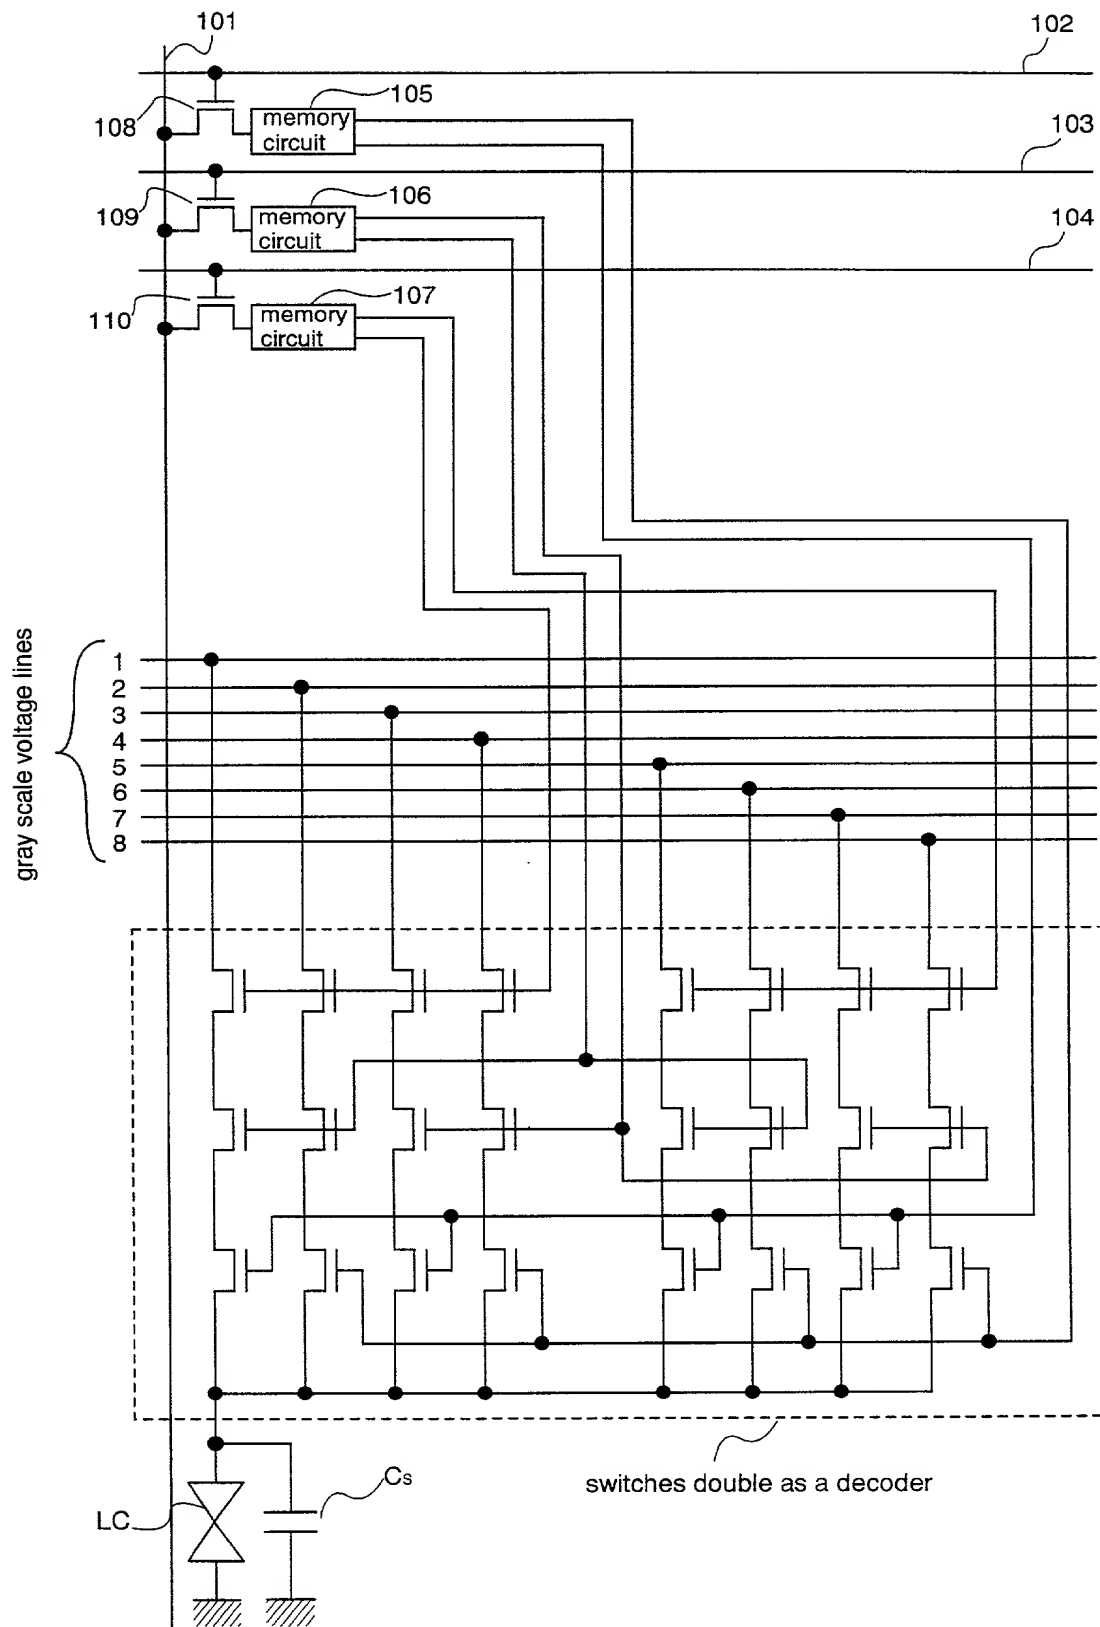 101
102
105
memory
circuit
108
103
106
memory
circuit
109
104
107
memory
circuit
110
gray scale voltage lines
1
2
3
4
5
6
7
8
switches double as a decoder
Cs
LC